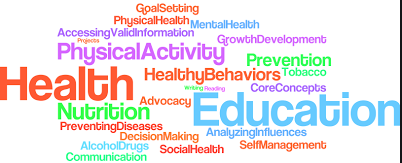 GoalSetting
PhysicalHealth MentalHealth
AccessingValidInformation
Projects GrowthDevelopment
PhysicalActivity
Prevention
HealthyBehaviors Tobacco
Health
Writing Reading CoreConcepts
Nutrition Advocacy Education
PreventingDiseases
DecisionMaking AnalyzingInfluences
AlcoholDrugs SocialHealth SelfManagement
Communication